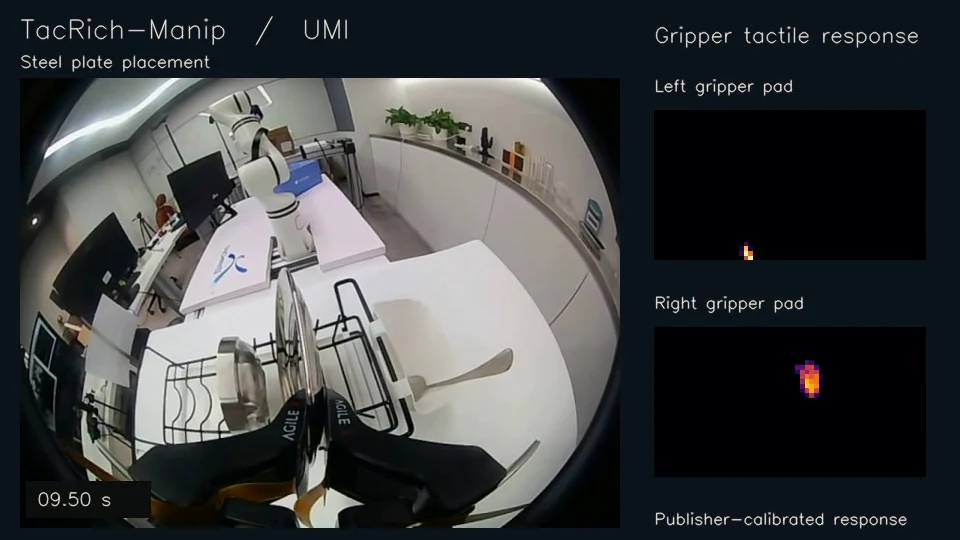 TacRich-Manip / UMI
Steel plate placement
Gripper tactile response
Left gripper pad
Right gripper pad
AGILE
AGILE
09.50 s
Publisher-calibrated response